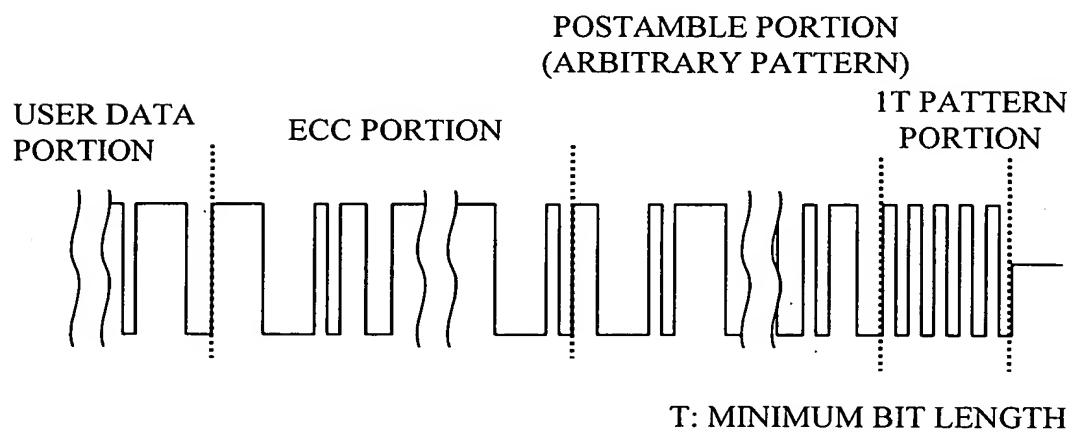 POSTAMBLE PORTION
(ARBITRARY PATTERN)
USER DATA
PORTION
ECC PORTION
1T PATTERN
PORTION
T: MINIMUM BIT LENGTH